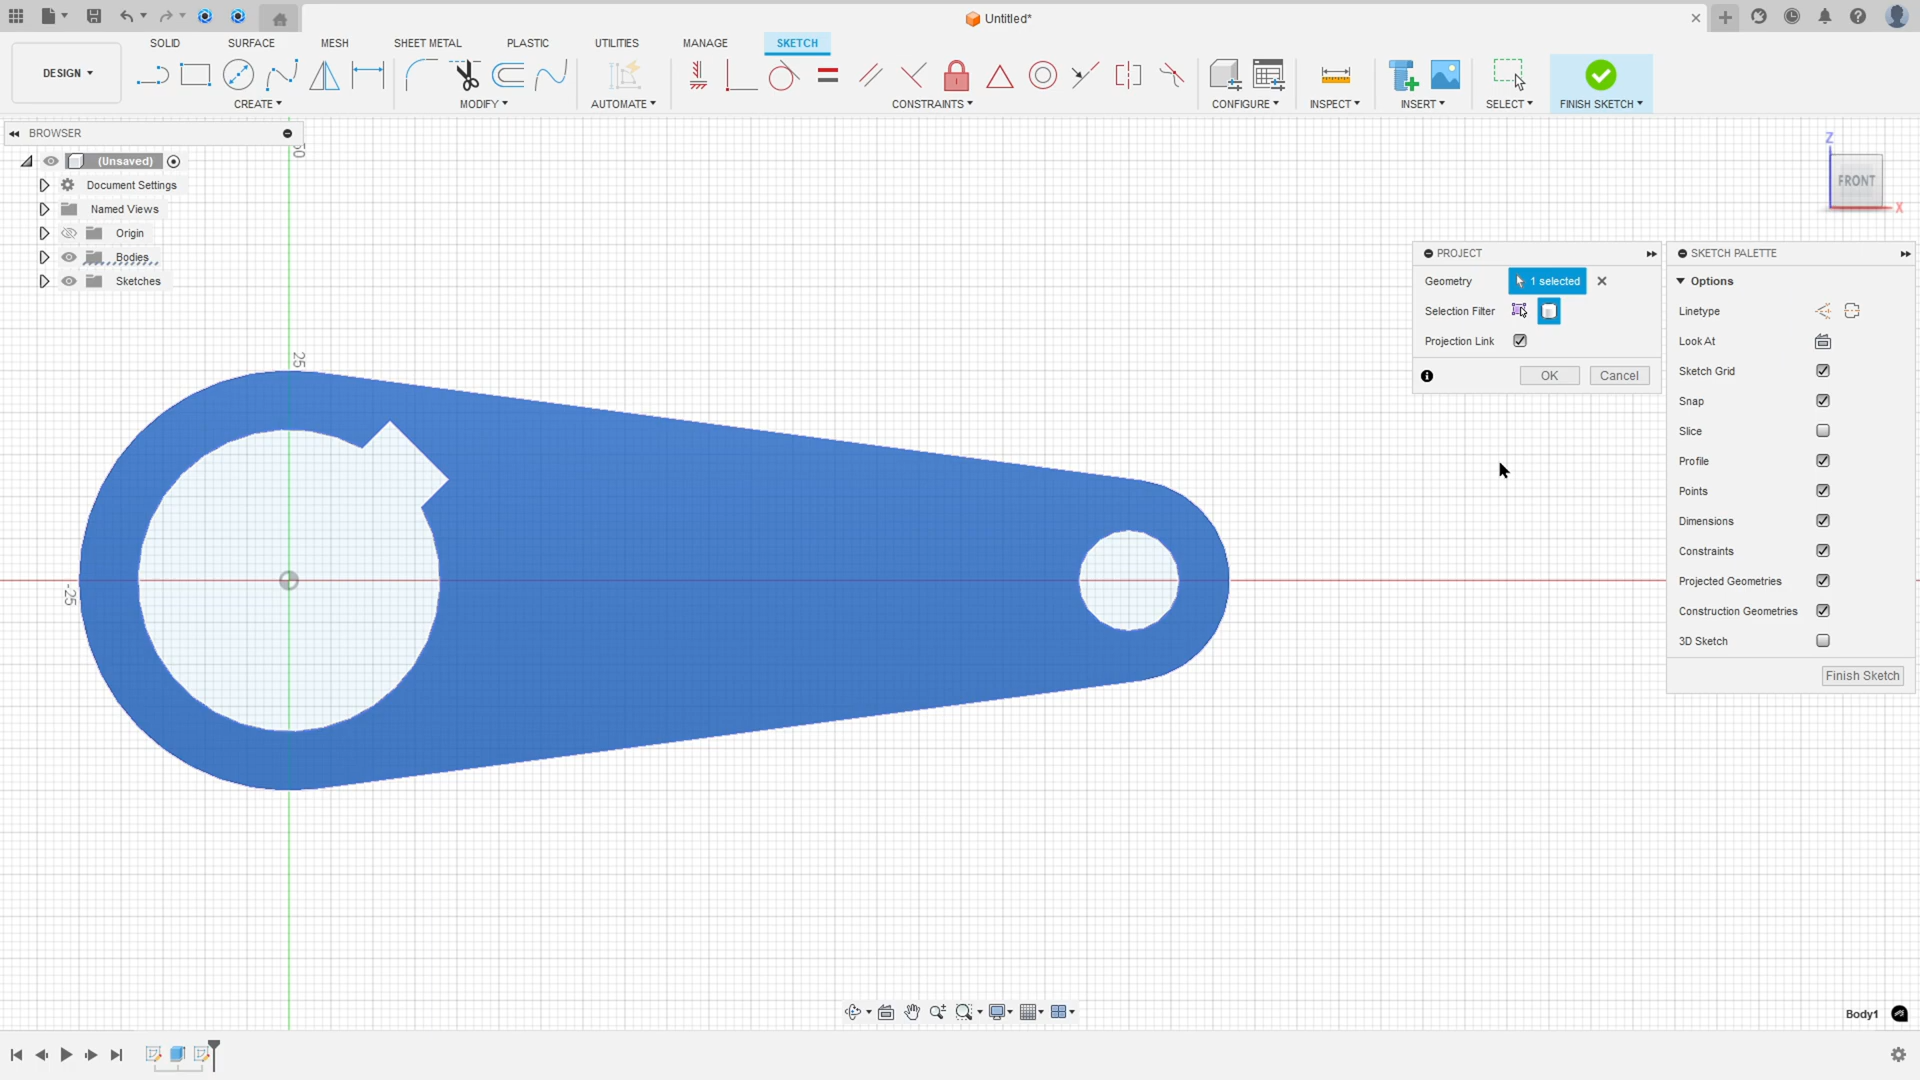 Untitled*
SOLID SURFACE MESH SHEET METAL PLASTIC UTILITIES MANAGE SKETCH
DESIGN
CREATE MODIFY AUTOMATE CONSTRAINTS CONFIGURE INSPECT INSERT SELECT FINISH SKETCH
BROWSER
(Unsaved)
Document Settings
Named Views
Origin
Bodies
Sketches
50
25
-25
Z
FRONT
X
PROJECT
Geometry 1 selected
Selection Filter
Projection Link
OK Cancel
SKETCH PALETTE
Options
Linetype
Look At
Sketch Grid
Snap
Slice
Profile
Points
Dimensions
Constraints
Projected Geometries
Construction Geometries
3D Sketch
Finish Sketch
Body1